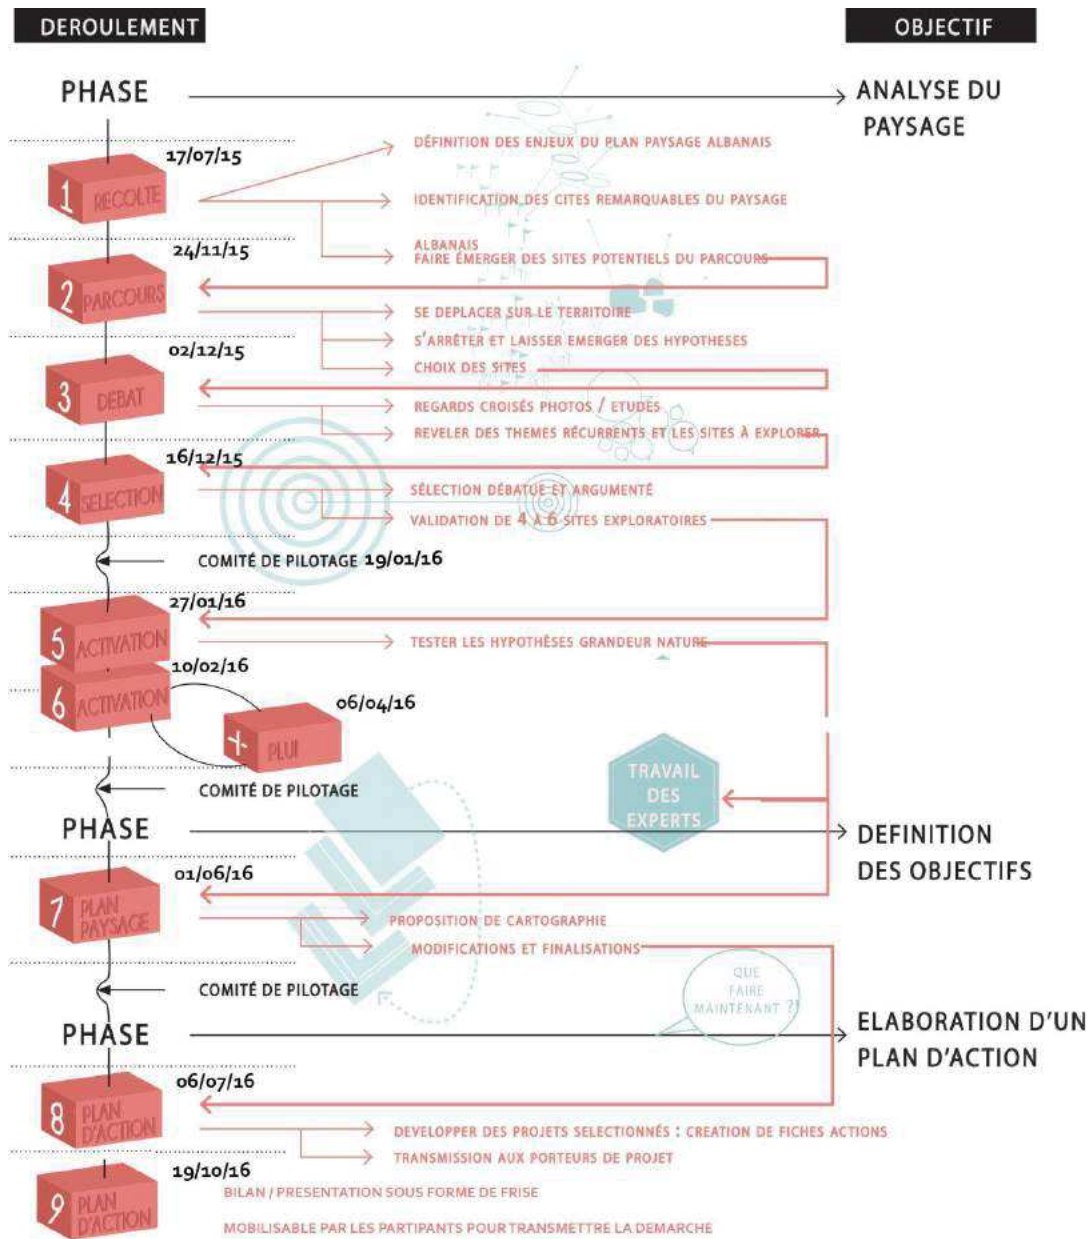 DEROULEMENT
OBJECTIF
PHASE
ANALYSE DU
PAYSAGE
17/07/15
1 RECOLTE
DÉFINITION DES ENJEUX DU PLAN PAYSAGE ALBANAIS
IDENTIFICATION DES CITES REMARQUABLES DU PAYSAGE
ALBANAIS
FAIRE ÉMERGER DES SITES POTENTIELS DU PARCOURS
24/11/15
2 PARCOURS
SE DEPLACER SUR LE TERRITOIRE
S'ARRÊTER ET LAISSER EMERGER DES HYPOTHESES
CHOIX DES SITES
02/12/15
3 DEBAT
REGARDS CROISÉS PHOTOS / ETUDES
REVELER DES THEMES RÉCURRENTS ET LES SITES À EXPLORER
16/12/15
4 SELECTION
SÉLECTION DÉBATUE ET ARGUMENTÉ
VALIDATION DE 4 A 6 SITES EXPLORATOIRES
COMITÉ DE PILOTAGE 19/01/16
27/01/16
5 ACTIVATION
TESTER LES HYPOTHÈSES GRANDEUR NATURE
10/02/16
6 ACTIVATION
06/04/16
+ PLUI
TRAVAIL
DES
EXPERTS
COMITÉ DE PILOTAGE
PHASE
DEFINITION
DES OBJECTIFS
01/06/16
7 PLAN
PAYSAGE
PROPOSITION DE CARTOGRAPHIE
MODIFICATIONS ET FINALISATIONS
QUE
FAIRE
MAINTENANT ?!
COMITÉ DE PILOTAGE
PHASE
ELABORATION D'UN
PLAN D'ACTION
06/07/16
8 PLAN
D'ACTION
DEVELOPPER DES PROJETS SELECTIONNÉS : CREATION DE FICHES ACTIONS
TRANSMISSION AUX PORTEURS DE PROJET
19/10/16
9 PLAN
D'ACTION
BILAN / PRESENTATION SOUS FORME DE FRISE
MOBILISABLE PAR LES PARTIPANTS POUR TRANSMETTRE LA DEMARCHE